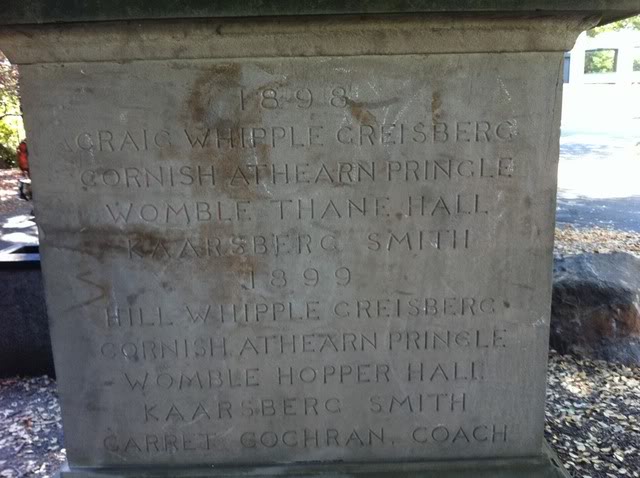 1898
CRAIG WHIPPLE GREISBERG
CORNISH ATHEARN PRINGLE
WOMBLE THANE HALL
KAARSBERG SMITH
1899
HILL WHIPPLE GREISBERG
CORNISH ATHEARN PRINGLE
WOMBLE HOPPER HALL
KAARSBERG SMITH
GARRET COCHRAN, COACH